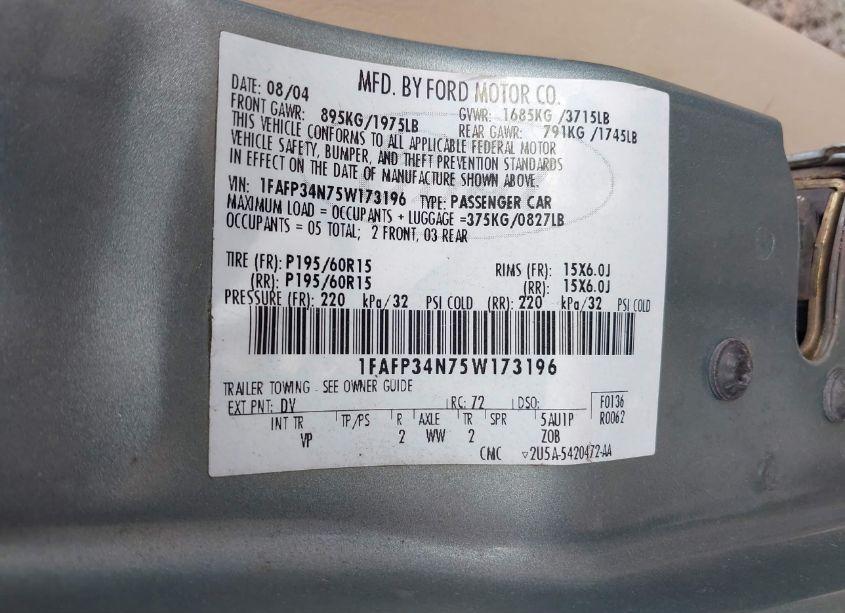 MFD. BY FORD MOTOR CO.
DATE: 08/04 GVWR: 1685KG /3715LB
FRONT GAWR: 895KG/1975LB REAR GAWR: 791KG /1745LB
THIS VEHICLE CONFORMS TO ALL APPLICABLE FEDERAL MOTOR
VEHICLE SAFETY, BUMPER, AND THEFT PREVENTION STANDARDS
IN EFFECT ON THE DATE OF MANUFACTURE SHOWN ABOVE.
VIN: 1FAFP34N75W173196 TYPE: PASSENGER CAR
MAXIMUM LOAD = OCCUPANTS + LUGGAGE =375KG/0827LB
OCCUPANTS = 05 TOTAL; 2 FRONT, 03 REAR
TIRE (FR): P195/60R15 RIMS (FR): 15X6.0J
(RR): P195/60R15 (RR): 15X6.0J
PRESSURE (FR): 220 kPa/32 PSI COLD (RR): 220 kPa/32 PSI COLD
1FAFP34N75W173196
TRAILER TOWING - SEE OWNER GUIDE
EXT PNT: DV RC: 72 DSO: F0136
INT TR TP/PS R AXLE TR SPR 5AU1P R0062
VP 2 WW 2 ZOB
CMC ▽2U5A-5420472-AA